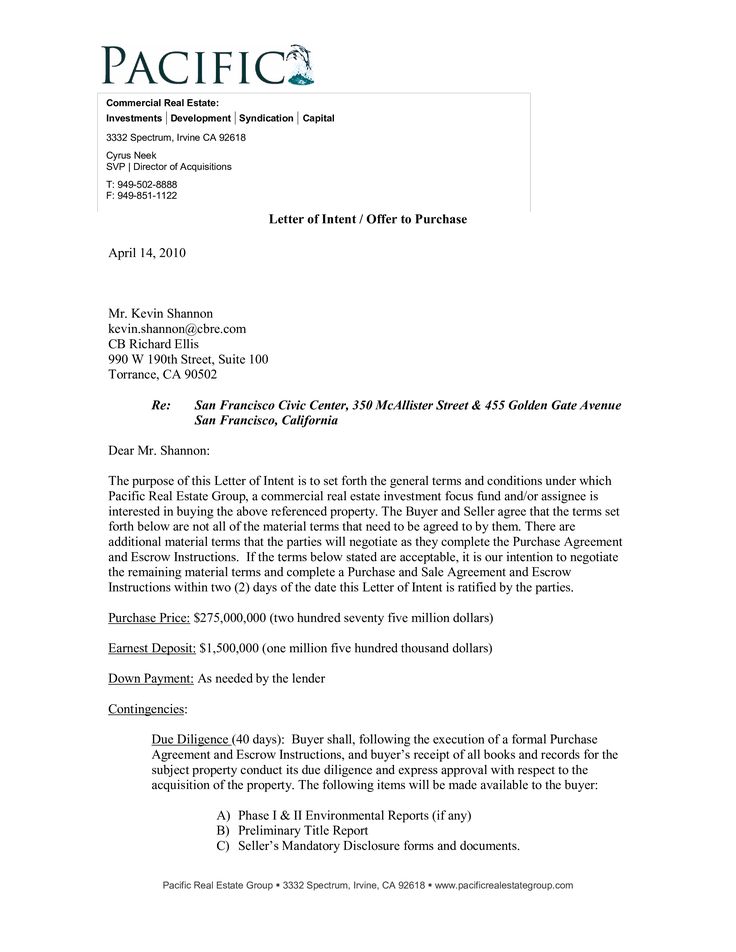 PACIFIC
Commercial Real Estate:
Investments | Development | Syndication | Capital
3332 Spectrum, Irvine CA 92618
Cyrus Neek
SVP | Director of Acquisitions
T: 949-502-8888
F: 949-851-1122
Letter of Intent / Offer to Purchase
April 14, 2010
Mr. Kevin Shannon
kevin.shannon@cbre.com
CB Richard Ellis
990 W 190th Street, Suite 100
Torrance, CA 90502
Re: San Francisco Civic Center, 350 McAllister Street & 455 Golden Gate Avenue
San Francisco, California
Dear Mr. Shannon:
The purpose of this Letter of Intent is to set forth the general terms and conditions under which
Pacific Real Estate Group, a commercial real estate investment focus fund and/or assignee is
interested in buying the above referenced property. The Buyer and Seller agree that the terms set
forth below are not all of the material terms that need to be agreed to by them. There are
additional material terms that the parties will negotiate as they complete the Purchase Agreement
and Escrow Instructions. If the terms below stated are acceptable, it is our intention to negotiate
the remaining material terms and complete a Purchase and Sale Agreement and Escrow
Instructions within two (2) days of the date this Letter of Intent is ratified by the parties.
Purchase Price: $275,000,000 (two hundred seventy five million dollars)
Earnest Deposit: $1,500,000 (one million five hundred thousand dollars)
Down Payment: As needed by the lender
Contingencies:
Due Diligence (40 days): Buyer shall, following the execution of a formal Purchase
Agreement and Escrow Instructions, and buyer's receipt of all books and records for the
subject property conduct its due diligence and express approval with respect to the
acquisition of the property. The following items will be made available to the buyer:
A) Phase I & II Environmental Reports (if any)
B) Preliminary Title Report
C) Seller's Mandatory Disclosure forms and documents.
Pacific Real Estate Group • 3332 Spectrum, Irvine, CA 92618 • www.pacificrealestategroup.com